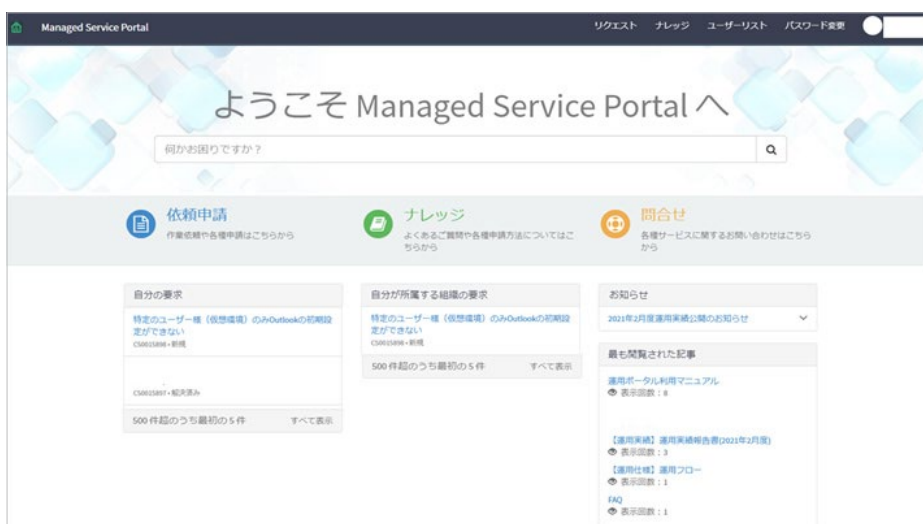 Managed Service Portal
リクエスト ナレッジ ユーザーリスト パスワード変更
ようこそ Managed Service Portal へ
何かお困りですか？
依頼申請
作業依頼や各種申請はこちらから
ナレッジ
よくあるご質問や各種申請方法についてはこ
ちらから
問合せ
各種サービスに関するお問い合わせはこちら
から
自分の要求
特定のユーザー様（仮想環境）のみOutlookの初期設
定ができない
CS0015898 • 新規
CS0015897 • 解決済み
500 件超のうち最初の 5 件 すべて表示
自分が所属する組織の要求
特定のユーザー様（仮想環境）のみOutlookの初期設
定ができない
CS0015898 • 新規
500 件超のうち最初の 5 件 すべて表示
お知らせ
2021年2月度運用実績公開のお知らせ
最も閲覧された記事
運用ポータル利用マニュアル
表示回数：8
【運用実績】運用実績報告書(2021年2月度)
表示回数：3
【運用仕様】運用フロー
表示回数：1
FAQ
表示回数：1